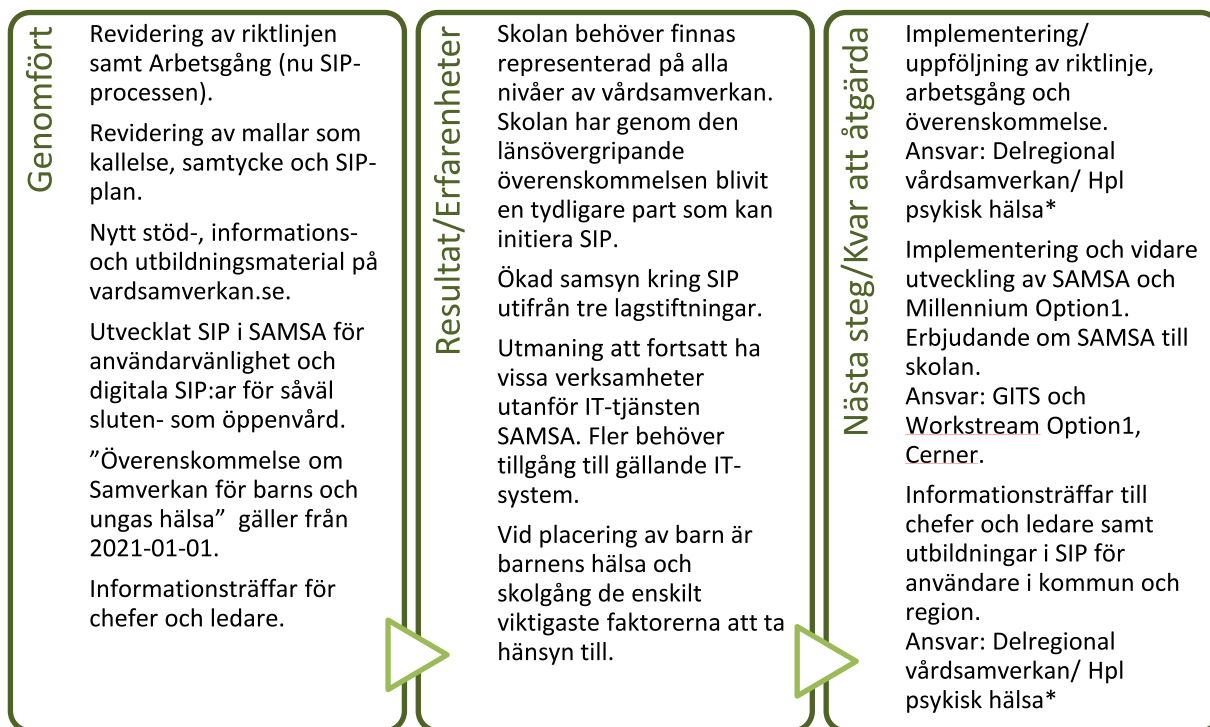 Genomfört
Revidering av riktlinjen
samt Arbetsgång (nu SIP-
processen).
Revidering av mallar som
kallelse, samtycke och SIP-
plan.
Nytt stöd-, informations-
och utbildningsmaterial på
vardsamverkan.se.
Utvecklat SIP i SAMSA för
användarvänlighet och
digitala SIP:ar för såväl
sluten- som öppenvård.
”Överenskommelse om
Samverkan för barns och
ungas hälsa” gäller från
2021-01-01.
Informationsträffar för
chefer och ledare.
Resultat/Erfarenheter
Skolan behöver finnas
representerad på alla
nivåer av vårdsamverkan.
Skolan har genom den
länsövergripande
överenskommelsen blivit
en tydligare part som kan
initiera SIP.
Ökad samsyn kring SIP
utifrån tre lagstiftningar.
Utmaning att fortsatt ha
vissa verksamheter
utanför IT-tjänsten
SAMSA. Fler behöver
tillgång till gällande IT-
system.
Vid placering av barn är
barnens hälsa och
skolgång de enskilt
viktigaste faktorerna att ta
hänsyn till.
Nästa steg/Kvar att åtgärda
Implementering/
uppföljning av riktlinje,
arbetsgång och
överenskommelse.
Ansvar: Delregional
vårdsamverkan/ Hpl
psykisk hälsa*
Implementering och vidare
utveckling av SAMSA och
Millennium Option1.
Erbjudande om SAMSA till
skolan.
Ansvar: GITS och
Workstream Option1,
Cerner.
Informationsträffar till
chefer och ledare samt
utbildningar i SIP för
användare i kommun och
region.
Ansvar: Delregional
vårdsamverkan/ Hpl
psykisk hälsa*